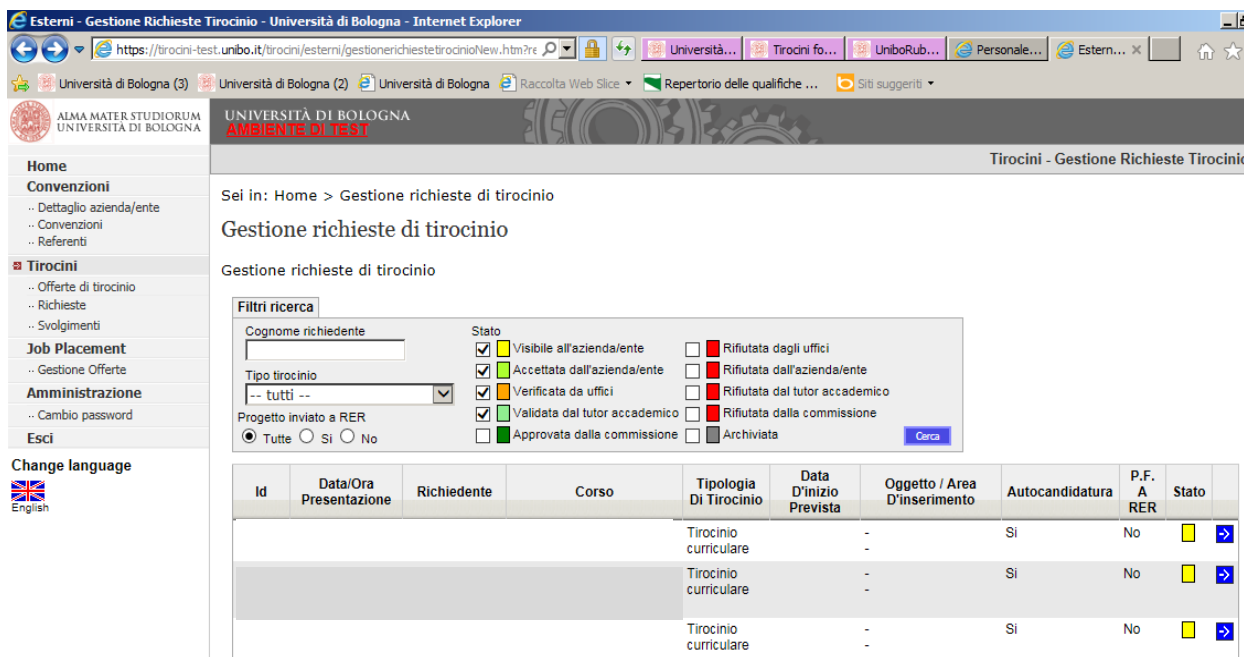 Esterni - Gestione Richieste Tirocinio - Università di Bologna - Internet Explorer
https://tirocini-test.unibo.it/tirocini/esterni/gestionerichiestetirocinioNew.htm?re
Università...
Tirocini fo...
UniboRub...
Personale...
Estern...
Università di Bologna (3)
Università di Bologna (2)
Università di Bologna
Raccolta Web Slice
Repertorio delle qualifiche ...
Siti suggeriti
ALMA MATER STUDIORUM
UNIVERSITÀ DI BOLOGNA
UNIVERSITÀ DI BOLOGNA
AMBIENTE DI TEST
Tirocini - Gestione Richieste Tirocinio
Home
Convenzioni
Dettaglio azienda/ente
Convenzioni
Referenti
Tirocini
Offerte di tirocinio
Richieste
Svolgimenti
Job Placement
Gestione Offerte
Amministrazione
Cambio password
Esci
Change language
English
Sei in: Home > Gestione richieste di tirocinio
Gestione richieste di tirocinio
Gestione richieste di tirocinio
Filtri ricerca
Cognome richiedente
Tipo tirocinio
-- tutti --
Progetto inviato a RER
Tutte Si No
Stato
Visibile all'azienda/ente
Accettata dall'azienda/ente
Verificata da uffici
Validata dal tutor accademico
Approvata dalla commissione
Rifiutata dagli uffici
Rifiutata dall'azienda/ente
Rifiutata dal tutor accademico
Rifiutata dalla commissione
Archiviata
Cerca
Id
Data/Ora
Presentazione
Richiedente
Corso
Tipologia
Di Tirocinio
Data
D'inizio
Prevista
Oggetto / Area
D'inserimento
Autocandidatura
P.F.
A
RER
Stato
Tirocinio - Si No
curriculare -
Tirocinio - Si No
curriculare -
Tirocinio - Si No
curriculare -